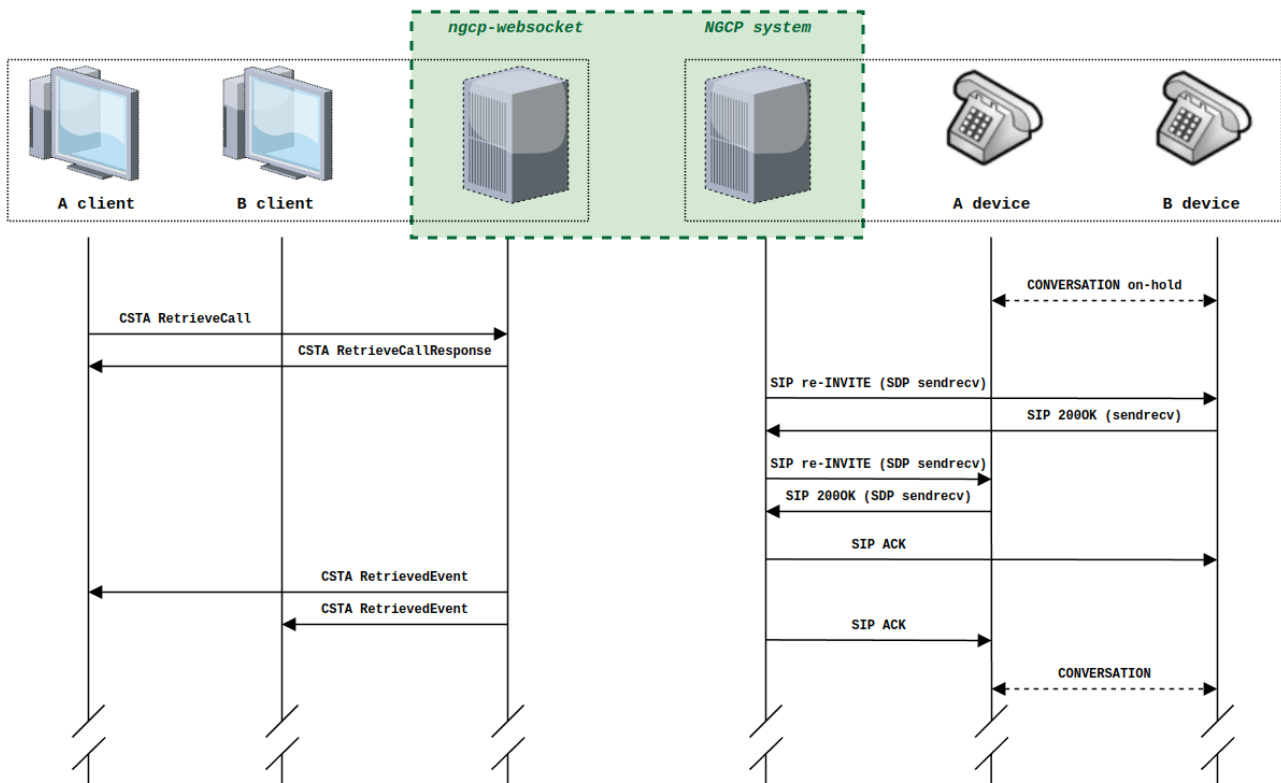 ngcp-websocket
NGCP system
A client
B client
A device
B device
CONVERSATION on-hold
CSTA RetrieveCall
CSTA RetrieveCallResponse
SIP re-INVITE (SDP sendrecv)
SIP 200OK (sendrecv)
SIP re-INVITE (SDP sendrecv)
SIP 200OK (SDP sendrecv)
SIP ACK
CSTA RetrievedEvent
CSTA RetrievedEvent
SIP ACK
CONVERSATION